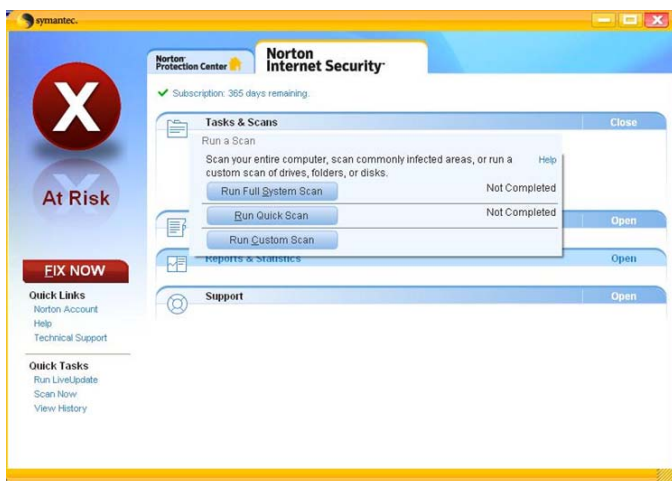 symantec.
Norton
Protection Center
Norton
Internet Security
Subscription: 365 days remaining.
X
At Risk
FIX NOW
Quick Links
Norton Account
Help
Technical Support
Quick Tasks
Run LiveUpdate
Scan Now
View History
Tasks & Scans
Close
Run a Scan
Scan your entire computer, scan commonly infected areas, or run a
custom scan of drives, folders, or disks.
Help
Run Full System Scan
Not Completed
Run Quick Scan
Not Completed
Run Custom Scan
Open
Reports & Statistics
Open
Support
Open